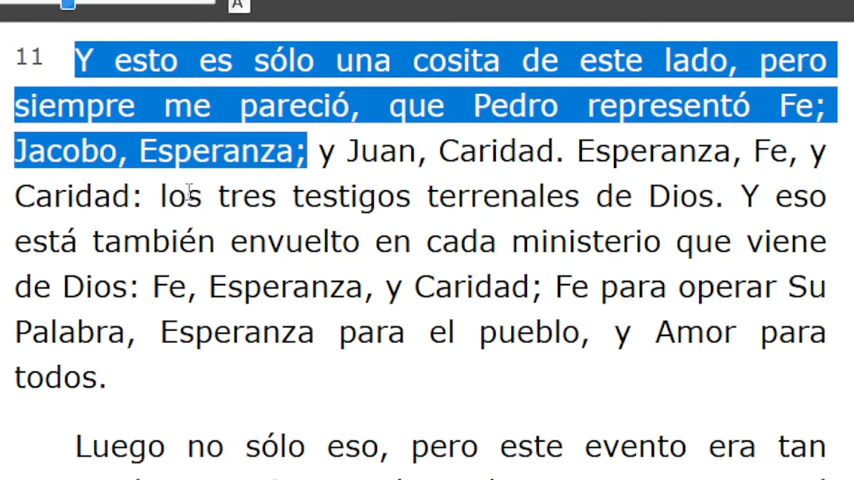 A
11 Y esto es sólo una cosita de este lado, pero
siempre me pareció, que Pedro representó Fe;
Jacobo, Esperanza; y Juan, Caridad. Esperanza, Fe, y
Caridad: los tres testigos terrenales de Dios. Y eso
está también envuelto en cada ministerio que viene
de Dios: Fe, Esperanza, y Caridad; Fe para operar Su
Palabra, Esperanza para el pueblo, y Amor para
todos.
Luego no sólo eso, pero este evento era tan